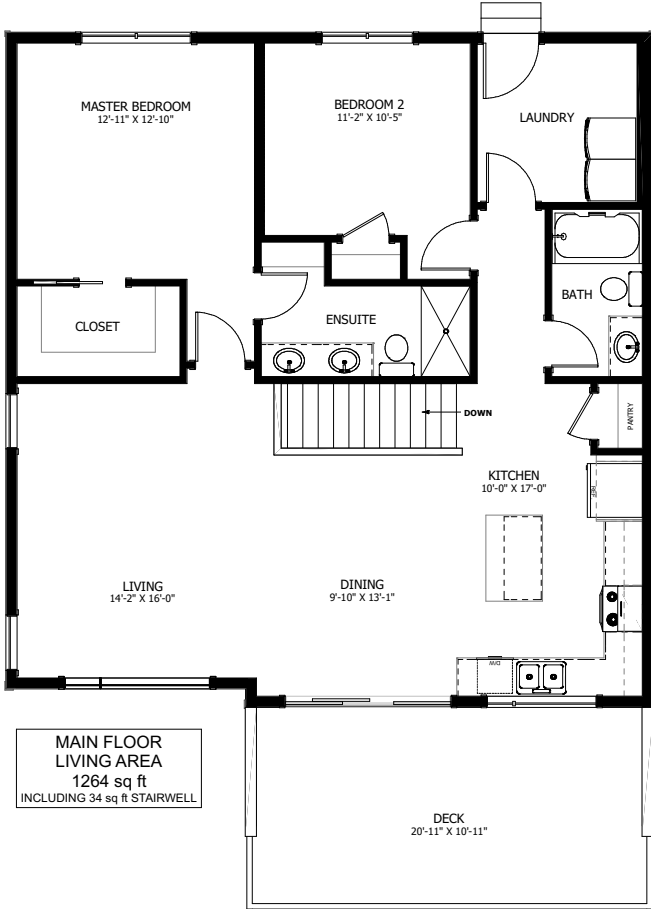 MASTER BEDROOM
12'-11" X 12'-10"
BEDROOM 2
11'-2" X 10'-5"
LAUNDRY
CLOSET
ENSUITE
BATH
DOWN
PANTRY
KITCHEN
10'-0" X 17'-0"
REF
LIVING
14'-2" X 16'-0"
DINING
9'-10" X 13'-1"
D/W
MAIN FLOOR
LIVING AREA
1264 sq ft
INCLUDING 34 sq ft STAIRWELL
DECK
20'-11" X 10'-11"